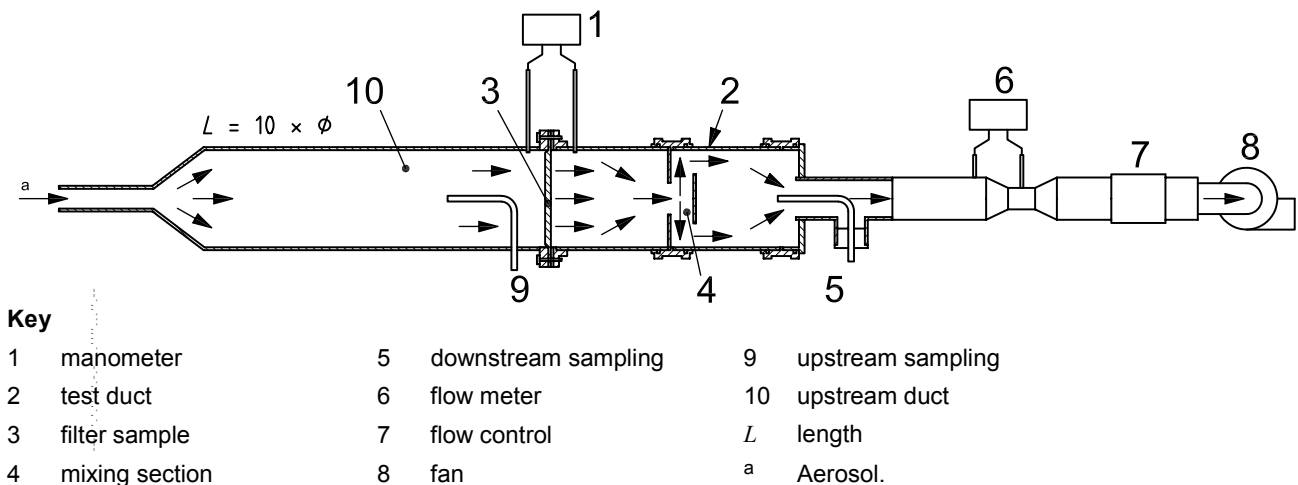 1
6
10
3
2
7
8
L = 10 × ϕ
a
9
4
5
Key
1 manometer 5 downstream sampling 9 upstream sampling
2 test duct 6 flow meter 10 upstream duct
3 filter sample 7 flow control L length
4 mixing section 8 fan a Aerosol.